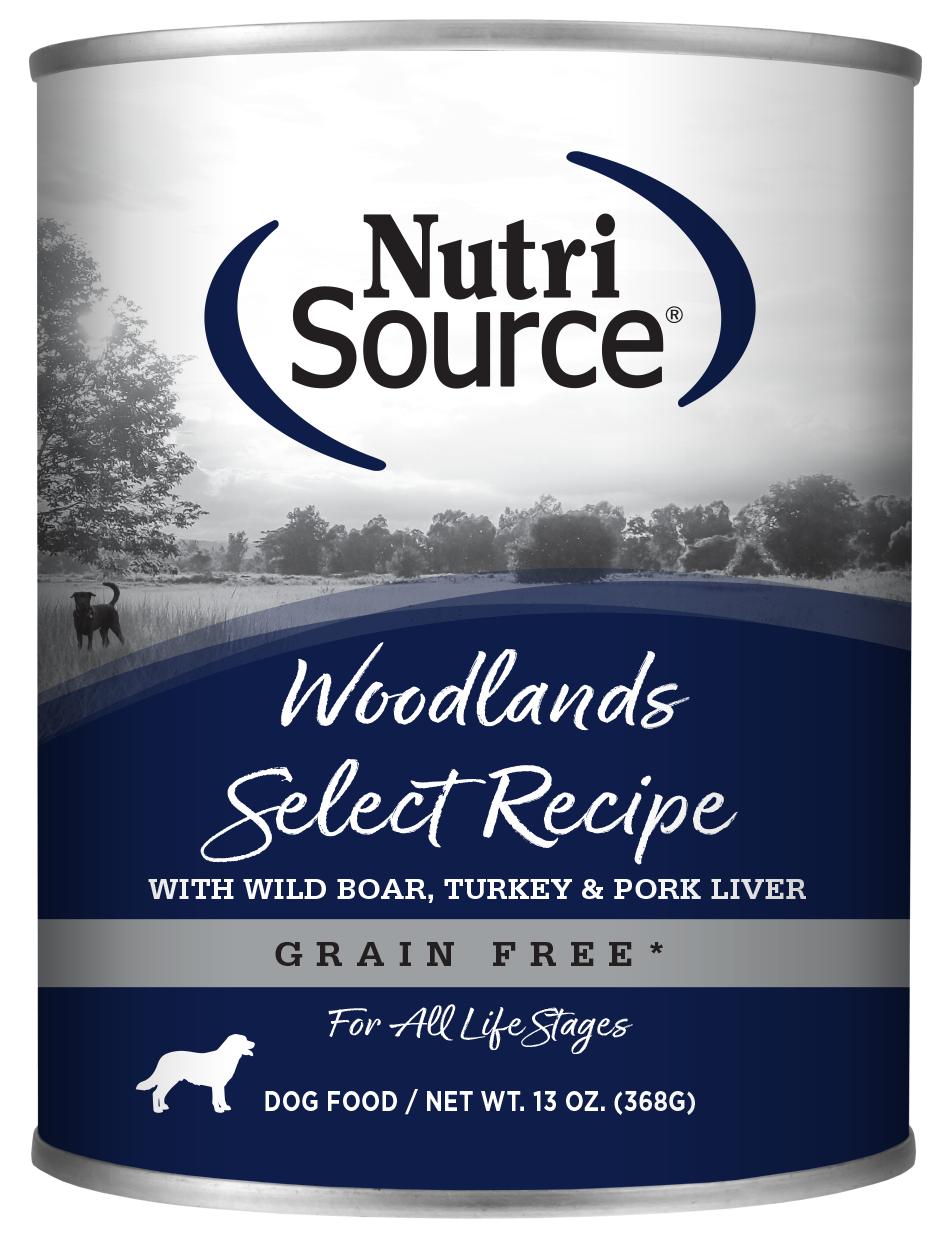 Nutri
Source®
Woodlands
Select Recipe
WITH WILD BOAR, TURKEY & PORK LIVER
GRAIN FREE*
For All Life Stages
DOG FOOD / NET WT. 13 OZ. (368G)